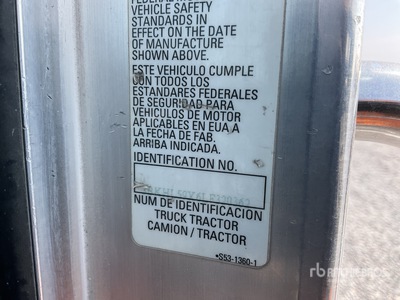 VEHICLE SAFETY
STANDARDS IN
EFFECT ON THE DATE
OF MANUFACTURE
SHOWN ABOVE.
ESTE VEHICULO CUMPLE
CON TODOS LOS
ESTANDARES FEDERALES
DE SEGURIDAD PARA
VEHICULOS DE MOTOR
APLICABLES EN EUA A
LA FECHA DE FAB.
ARRIBA INDICADA.
IDENTIFICATION NO.
NUM DE IDENTIFICACION
TRUCK TRACTOR
CAMION / TRACTOR
•S53-1360-1
rbauction.com